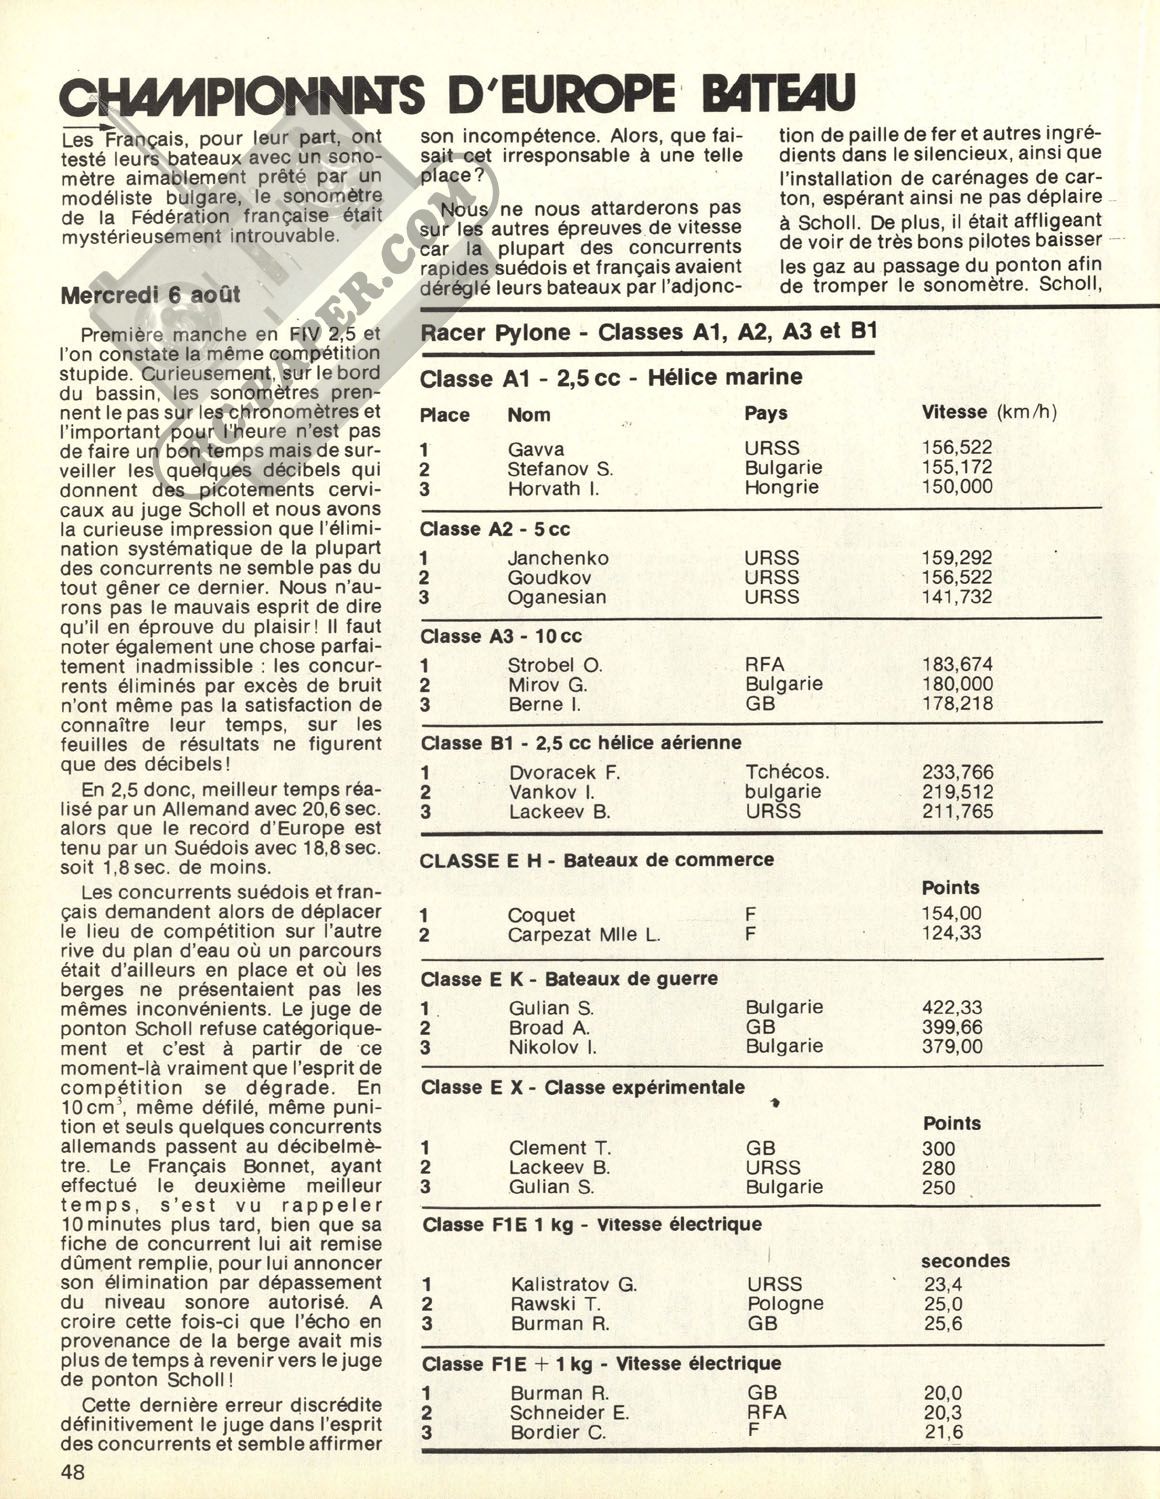 CHAMPIONNATS D'EUROPE BATEAU
Les Français, pour leur part, ont
testé leurs bateaux avec un sono-
mètre aimablement prêté par un
modéliste bulgare, le sonomètre
de la Fédération française était
mystérieusement introuvable.
Mercredi 6 août
Première manche en FIV 2,5 et
l'on constate la même compétition
stupide. Curieusement, sur le bord
du bassin, les sonomètres pren-
nent le pas sur les chronomètres et
l'important pour l'heure n'est pas
de faire un bon temps mais de sur-
veiller les quelques décibels qui
donnent des picotements cervi-
caux au juge Scholl et nous avons
la curieuse impression que l'élimi-
nation systématique de la plupart
des concurrents ne semble pas du
tout gêner ce dernier. Nous n'au-
rons pas le mauvais esprit de dire
qu'il en éprouve du plaisir! Il faut
noter également une chose parfai-
tement inadmissible : les concur-
rents éliminés par excès de bruit
n'ont même pas la satisfaction de
connaître leur temps, sur les
feuilles de résultats ne figurent
que des décibels!
En 2,5 donc, meilleur temps réa-
lisé par un Allemand avec 20,6 sec.
alors que le record d'Europe est
tenu par un Suédois avec 18,8 sec.
soit 1,8 sec. de moins.
Les concurrents suédois et fran-
çais demandent alors de déplacer
le lieu de compétition sur l'autre
rive du plan d'eau où un parcours
était d'ailleurs en place et où les
berges ne présentaient pas les
mêmes inconvénients. Le juge de
ponton Scholl refuse catégorique-
ment et c'est à partir de ce
moment-là vraiment que l'esprit de
compétition se dégrade. En
10 cm³, même défilé, même puni-
tion et seuls quelques concurrents
allemands passent au décibelmè-
tre. Le Français Bonnet, ayant
effectué le deuxième meilleur
temps, s'est vu rappeler
10 minutes plus tard, bien que sa
fiche de concurrent lui ait remise
dûment remplie, pour lui annoncer
son élimination par dépassement
du niveau sonore autorisé. A
croire cette fois-ci que l'écho en
provenance de la berge avait mis
plus de temps à revenir vers le juge
de ponton Scholl!
Cette dernière erreur discrédite
définitivement le juge dans l'esprit
des concurrents et semble affirmer
son incompétence. Alors, que fai-
sait cet irresponsable à une telle
place?
Nous ne nous attarderons pas
sur les autres épreuves de vitesse
car la plupart des concurrents
rapides suédois et français avaient
déréglé leurs bateaux par l'adjonc-
tion de paille de fer et autres ingré-
dients dans le silencieux, ainsi que
l'installation de carénages de car-
ton, espérant ainsi ne pas déplaire
à Scholl. De plus, il était affligeant
de voir de très bons pilotes baisser
les gaz au passage du ponton afin
de tromper le sonomètre. Scholl,
Racer Pylone - Classes A1, A2, A3 et B1
Classe A1 - 2,5 cc - Hélice marine
Place Nom Pays Vitesse (km/h)
1 Gavva URSS 156,522
2 Stefanov S. Bulgarie 155,172
3 Horvath I. Hongrie 150,000
Classe A2 - 5 cc
1 Janchenko URSS 159,292
2 Goudkov URSS 156,522
3 Oganesian URSS 141,732
Classe A3 - 10 cc
1 Strobel O. RFA 183,674
2 Mirov G. Bulgarie 180,000
3 Berne I. GB 178,218
Classe B1 - 2,5 cc hélice aérienne
1 Dvoracek F. Tchécos. 233,766
2 Vankov I. bulgarie 219,512
3 Lackeev B. URSS 211,765
CLASSE E H - Bateaux de commerce
Points
1 Coquet F 154,00
2 Carpezat Mlle L. F 124,33
Classe E K - Bateaux de guerre
1 Gulian S. Bulgarie 422,33
2 Broad A. GB 399,66
3 Nikolov I. Bulgarie 379,00
Classe E X - Classe expérimentale
Points
1 Clement T. GB 300
2 Lackeev B. URSS 280
3 Gulian S. Bulgarie 250
Classe F1E 1 kg - Vitesse électrique
secondes
1 Kalistratov G. URSS 23,4
2 Rawski T. Pologne 25,0
3 Burman R. GB 25,6
Classe F1E + 1 kg - Vitesse électrique
1 Burman R. GB 20,0
2 Schneider E. RFA 20,3
3 Bordier C. F 21,6
48
RC-PAPER.COM